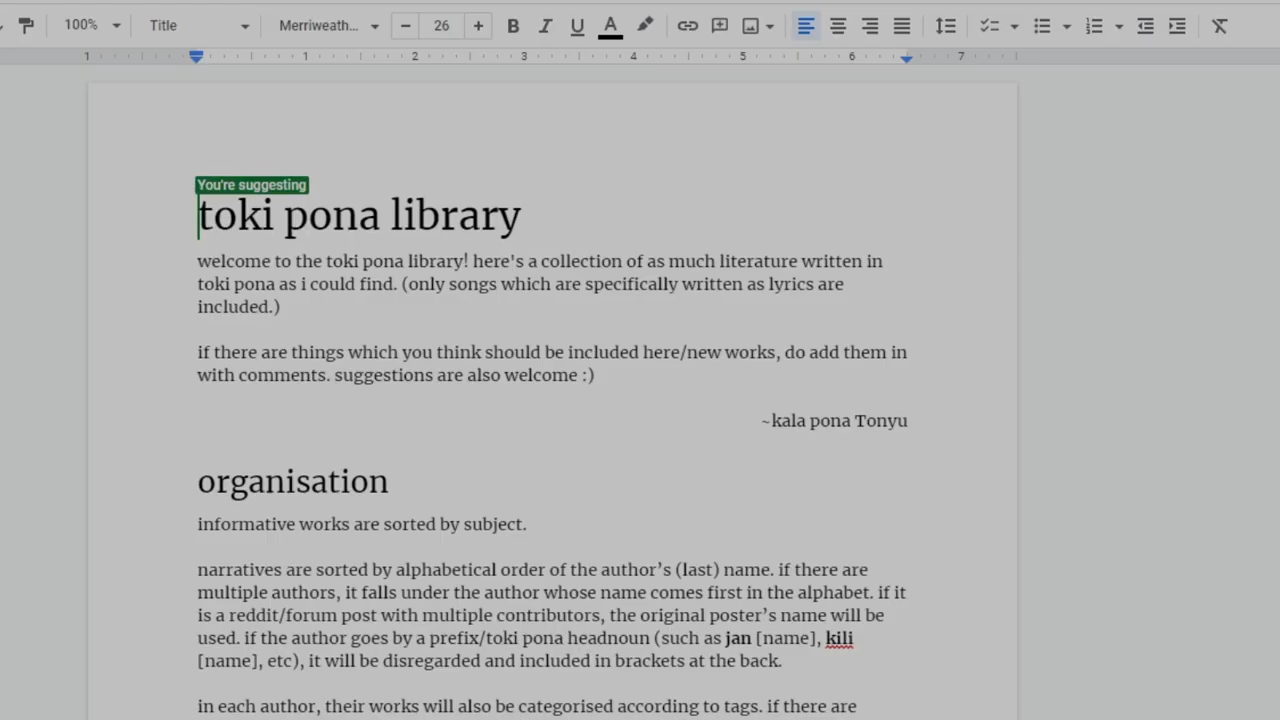 100% Title Merriweath... 26 B I U A
1 1 2 3 4 5 6 7
You're suggesting
toki pona library
welcome to the toki pona library! here's a collection of as much literature written in
toki pona as i could find. (only songs which are specifically written as lyrics are
included.)
if there are things which you think should be included here/new works, do add them in
with comments. suggestions are also welcome :)
~kala pona Tonyu
organisation
informative works are sorted by subject.
narratives are sorted by alphabetical order of the author’s (last) name. if there are
multiple authors, it falls under the author whose name comes first in the alphabet. if it
is a reddit/forum post with multiple contributors, the original poster’s name will be
used. if the author goes by a prefix/toki pona headnoun (such as jan [name], kili
[name], etc), it will be disregarded and included in brackets at the back.
in each author, their works will also be categorised according to tags. if there are